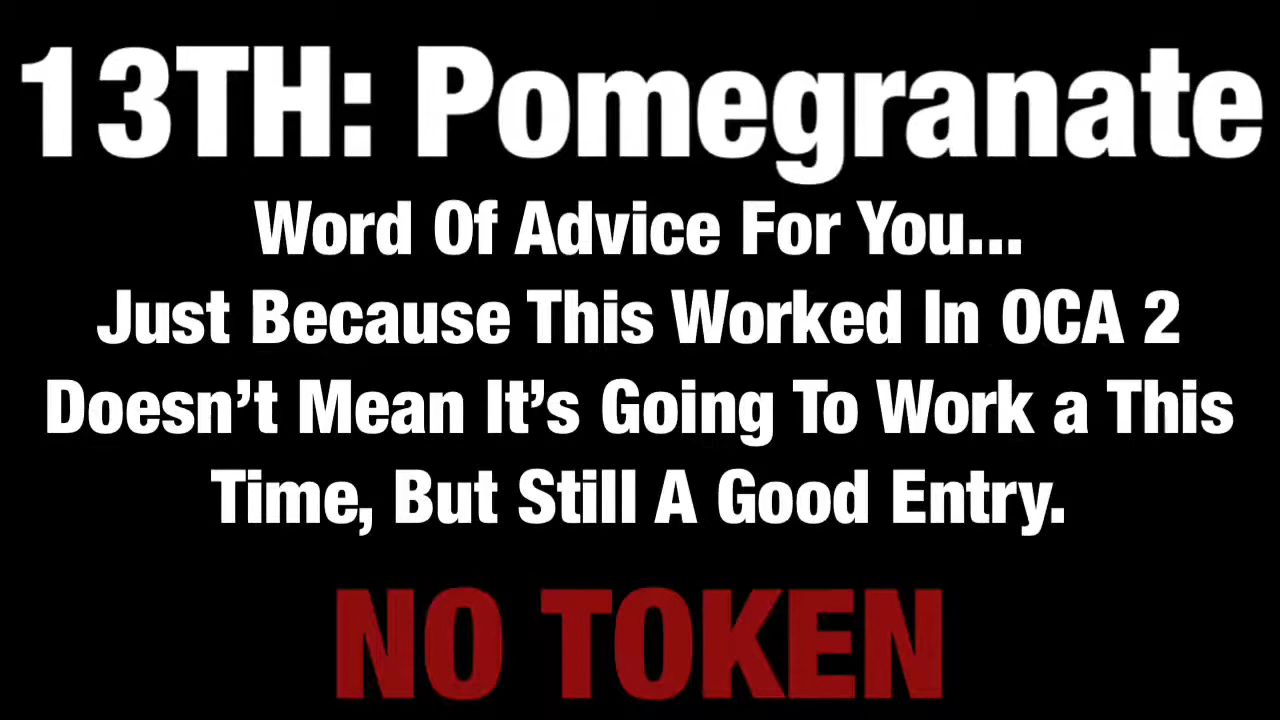 13TH: Pomegranate
Word Of Advice For You...
Just Because This Worked In OCA 2
Doesn’t Mean It’s Going To Work a This
Time, But Still A Good Entry.
NO TOKEN